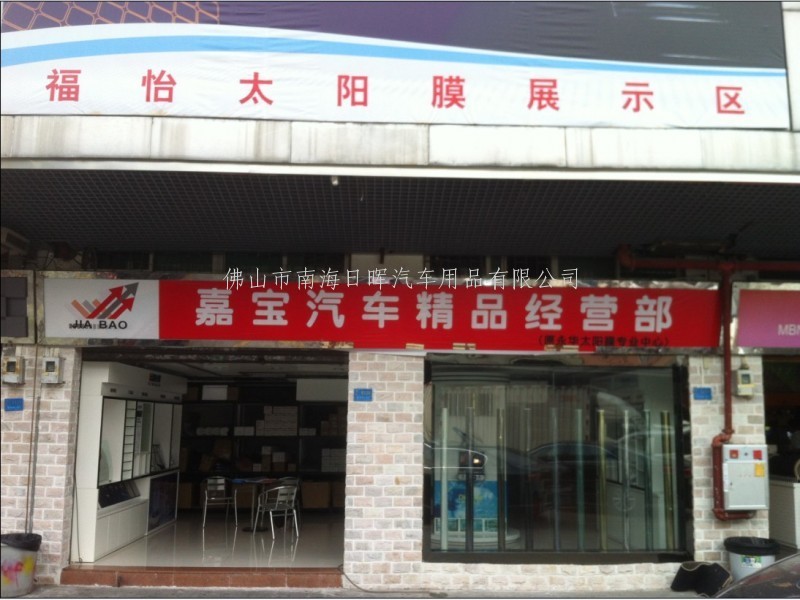 福怡太阳膜展示区
佛山市南海日晖汽车用品有限公司
JIA BAO
嘉宝汽车精品经营部
MBN